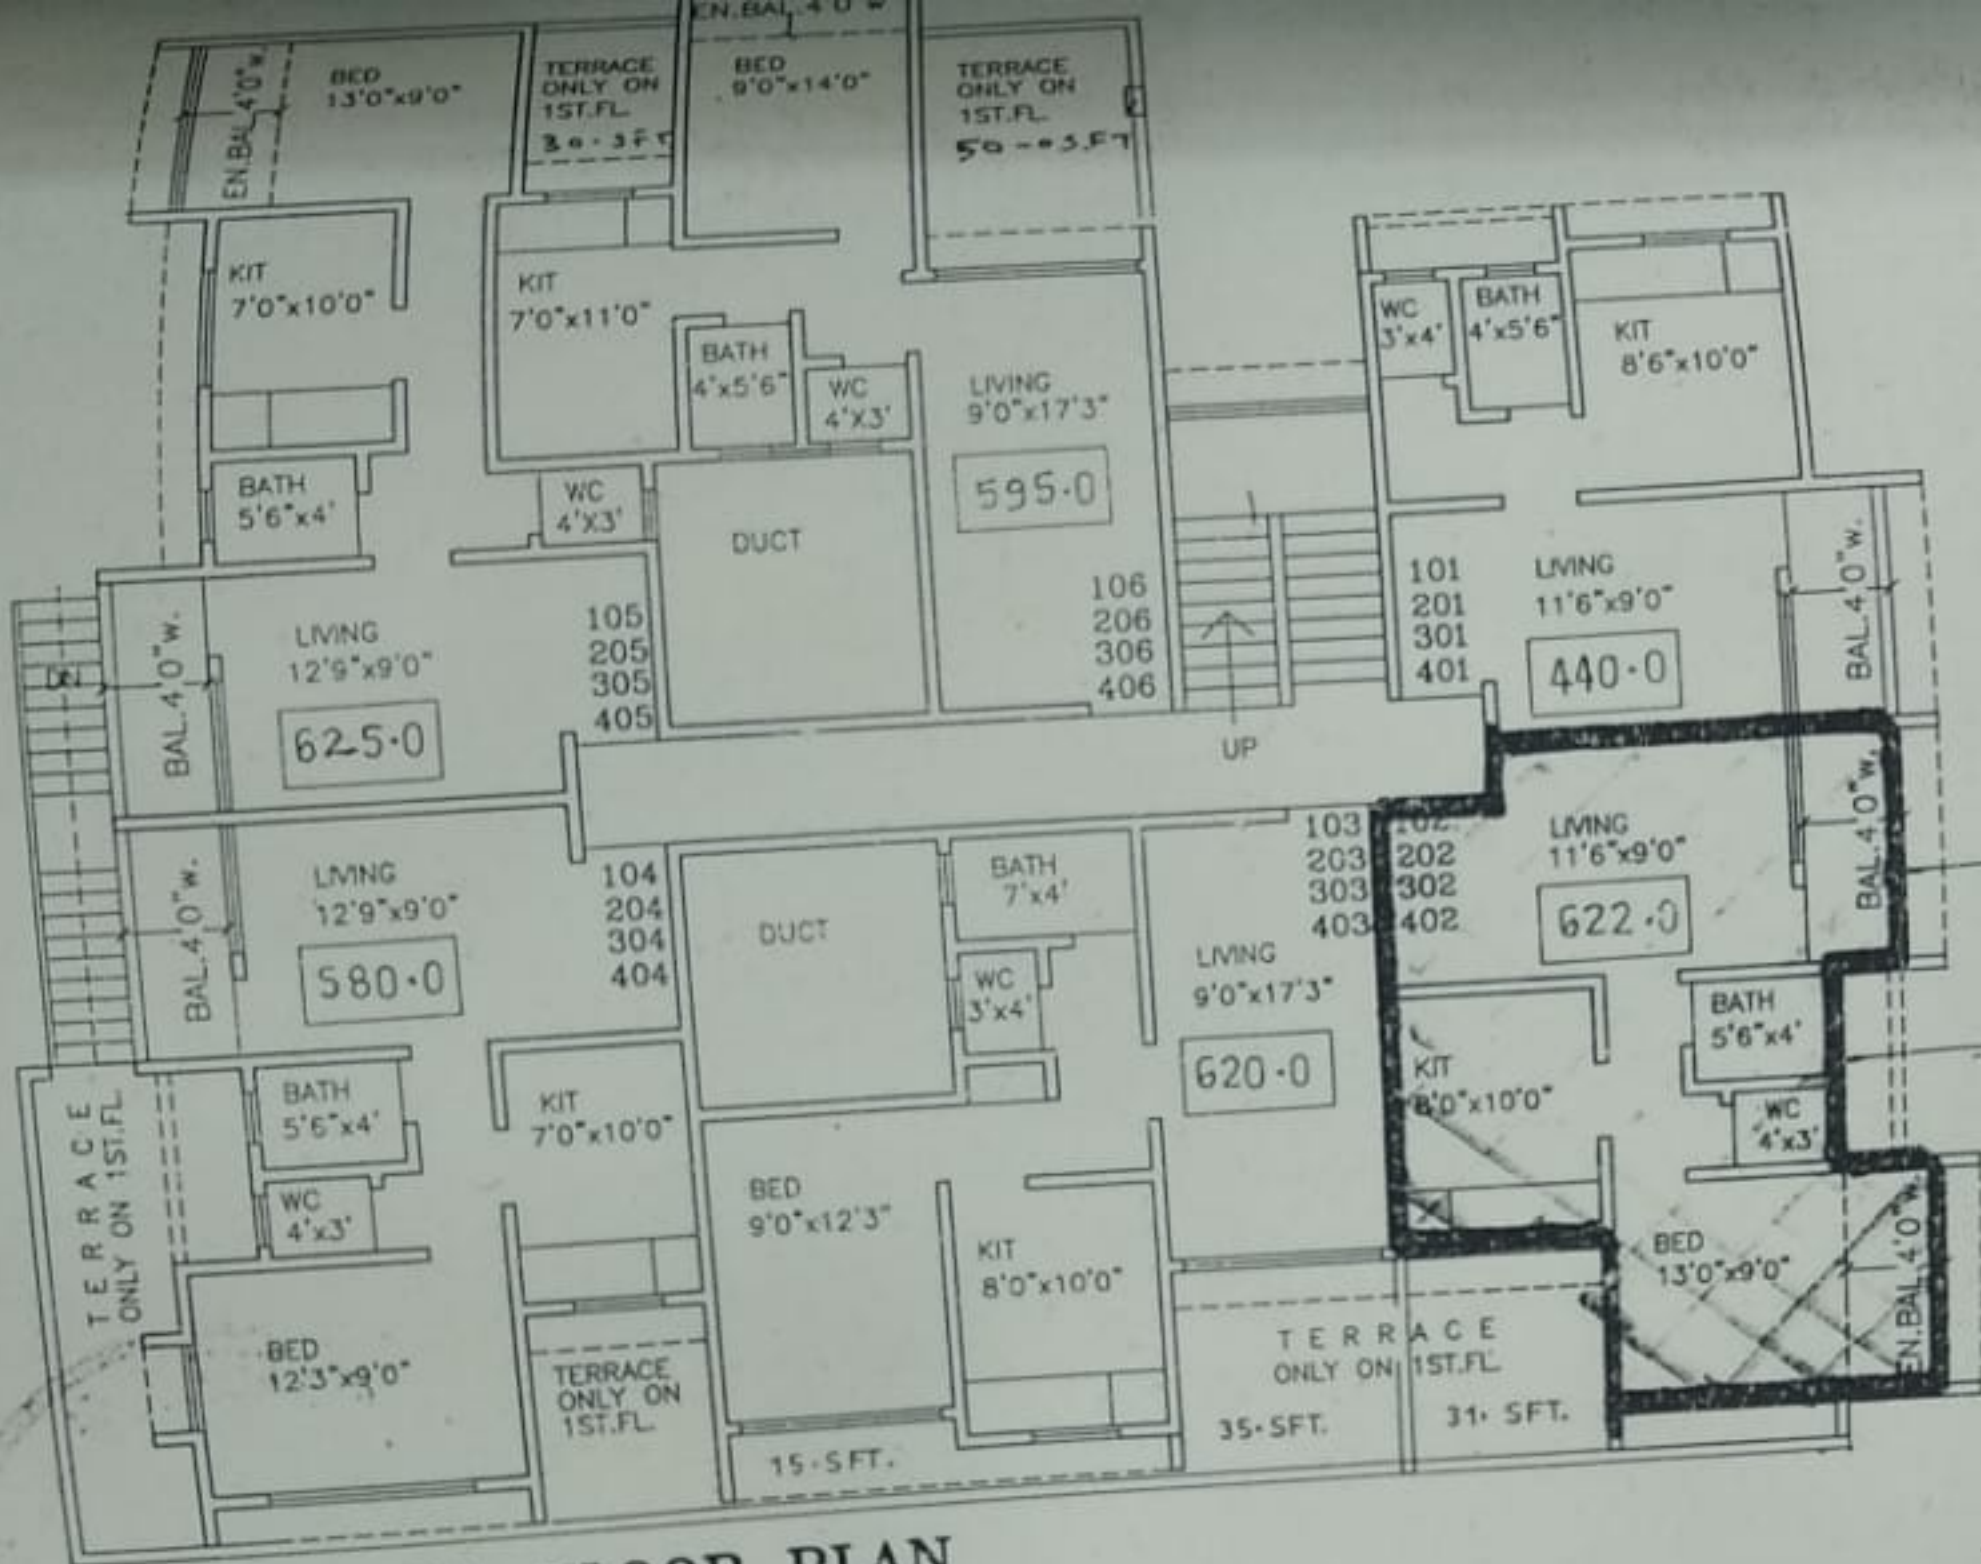 EN.BAL.4'0"w
BED
13'0"x9'0"
EN.BAL.4'0"w.
TERRACE
ONLY ON
1ST.FL.
30.SFT
BED
9'0"x14'0"
TERRACE
ONLY ON
1ST.FL.
50-0SFT
KIT
7'0"x10'0"
KIT
7'0"x11'0"
BATH
4'x5'6"
WC
4'X3'
LIVING
9'0"x17'3"
595.0
WC
3'x4'
BATH
4'x5'6"
KIT
8'6"x10'0"
BATH
5'6"x4'
WC
4'X3'
DUCT
106
206
306
406
101
201
301
401
LIVING
11'6"x9'0"
440.0
BAL.4'0"w.
BAL.4'0"w.
LIVING
12'9"x9'0"
625.0
105
205
305
405
UP
BAL.4'0"w.
LIVING
12'9"x9'0"
580.0
104
204
304
404
DUCT
BATH
7'x4'
WC
3'x4'
103
203
303
403
LIVING
9'0"x17'3"
620.0
102
202
302
402
LIVING
11'6"x9'0"
622.0
BAL.4'0"w.
BATH
5'6"x4'
WC
4'x3'
KIT
8'0"x10'0"
TERRACE
ONLY ON 1ST.FL
BATH
5'6"x4'
WC
4'x3'
KIT
7'0"x10'0"
BED
9'0"x12'3"
KIT
8'0"x10'0"
BED
13'0"x9'0"
EN.BAL.4'0"w.
BED
12'3"x9'0"
TERRACE
ONLY ON
1ST.FL.
15.SFT.
TERRACE
ONLY ON 1ST.FL.
35.SFT.
31. SFT.
PLAN